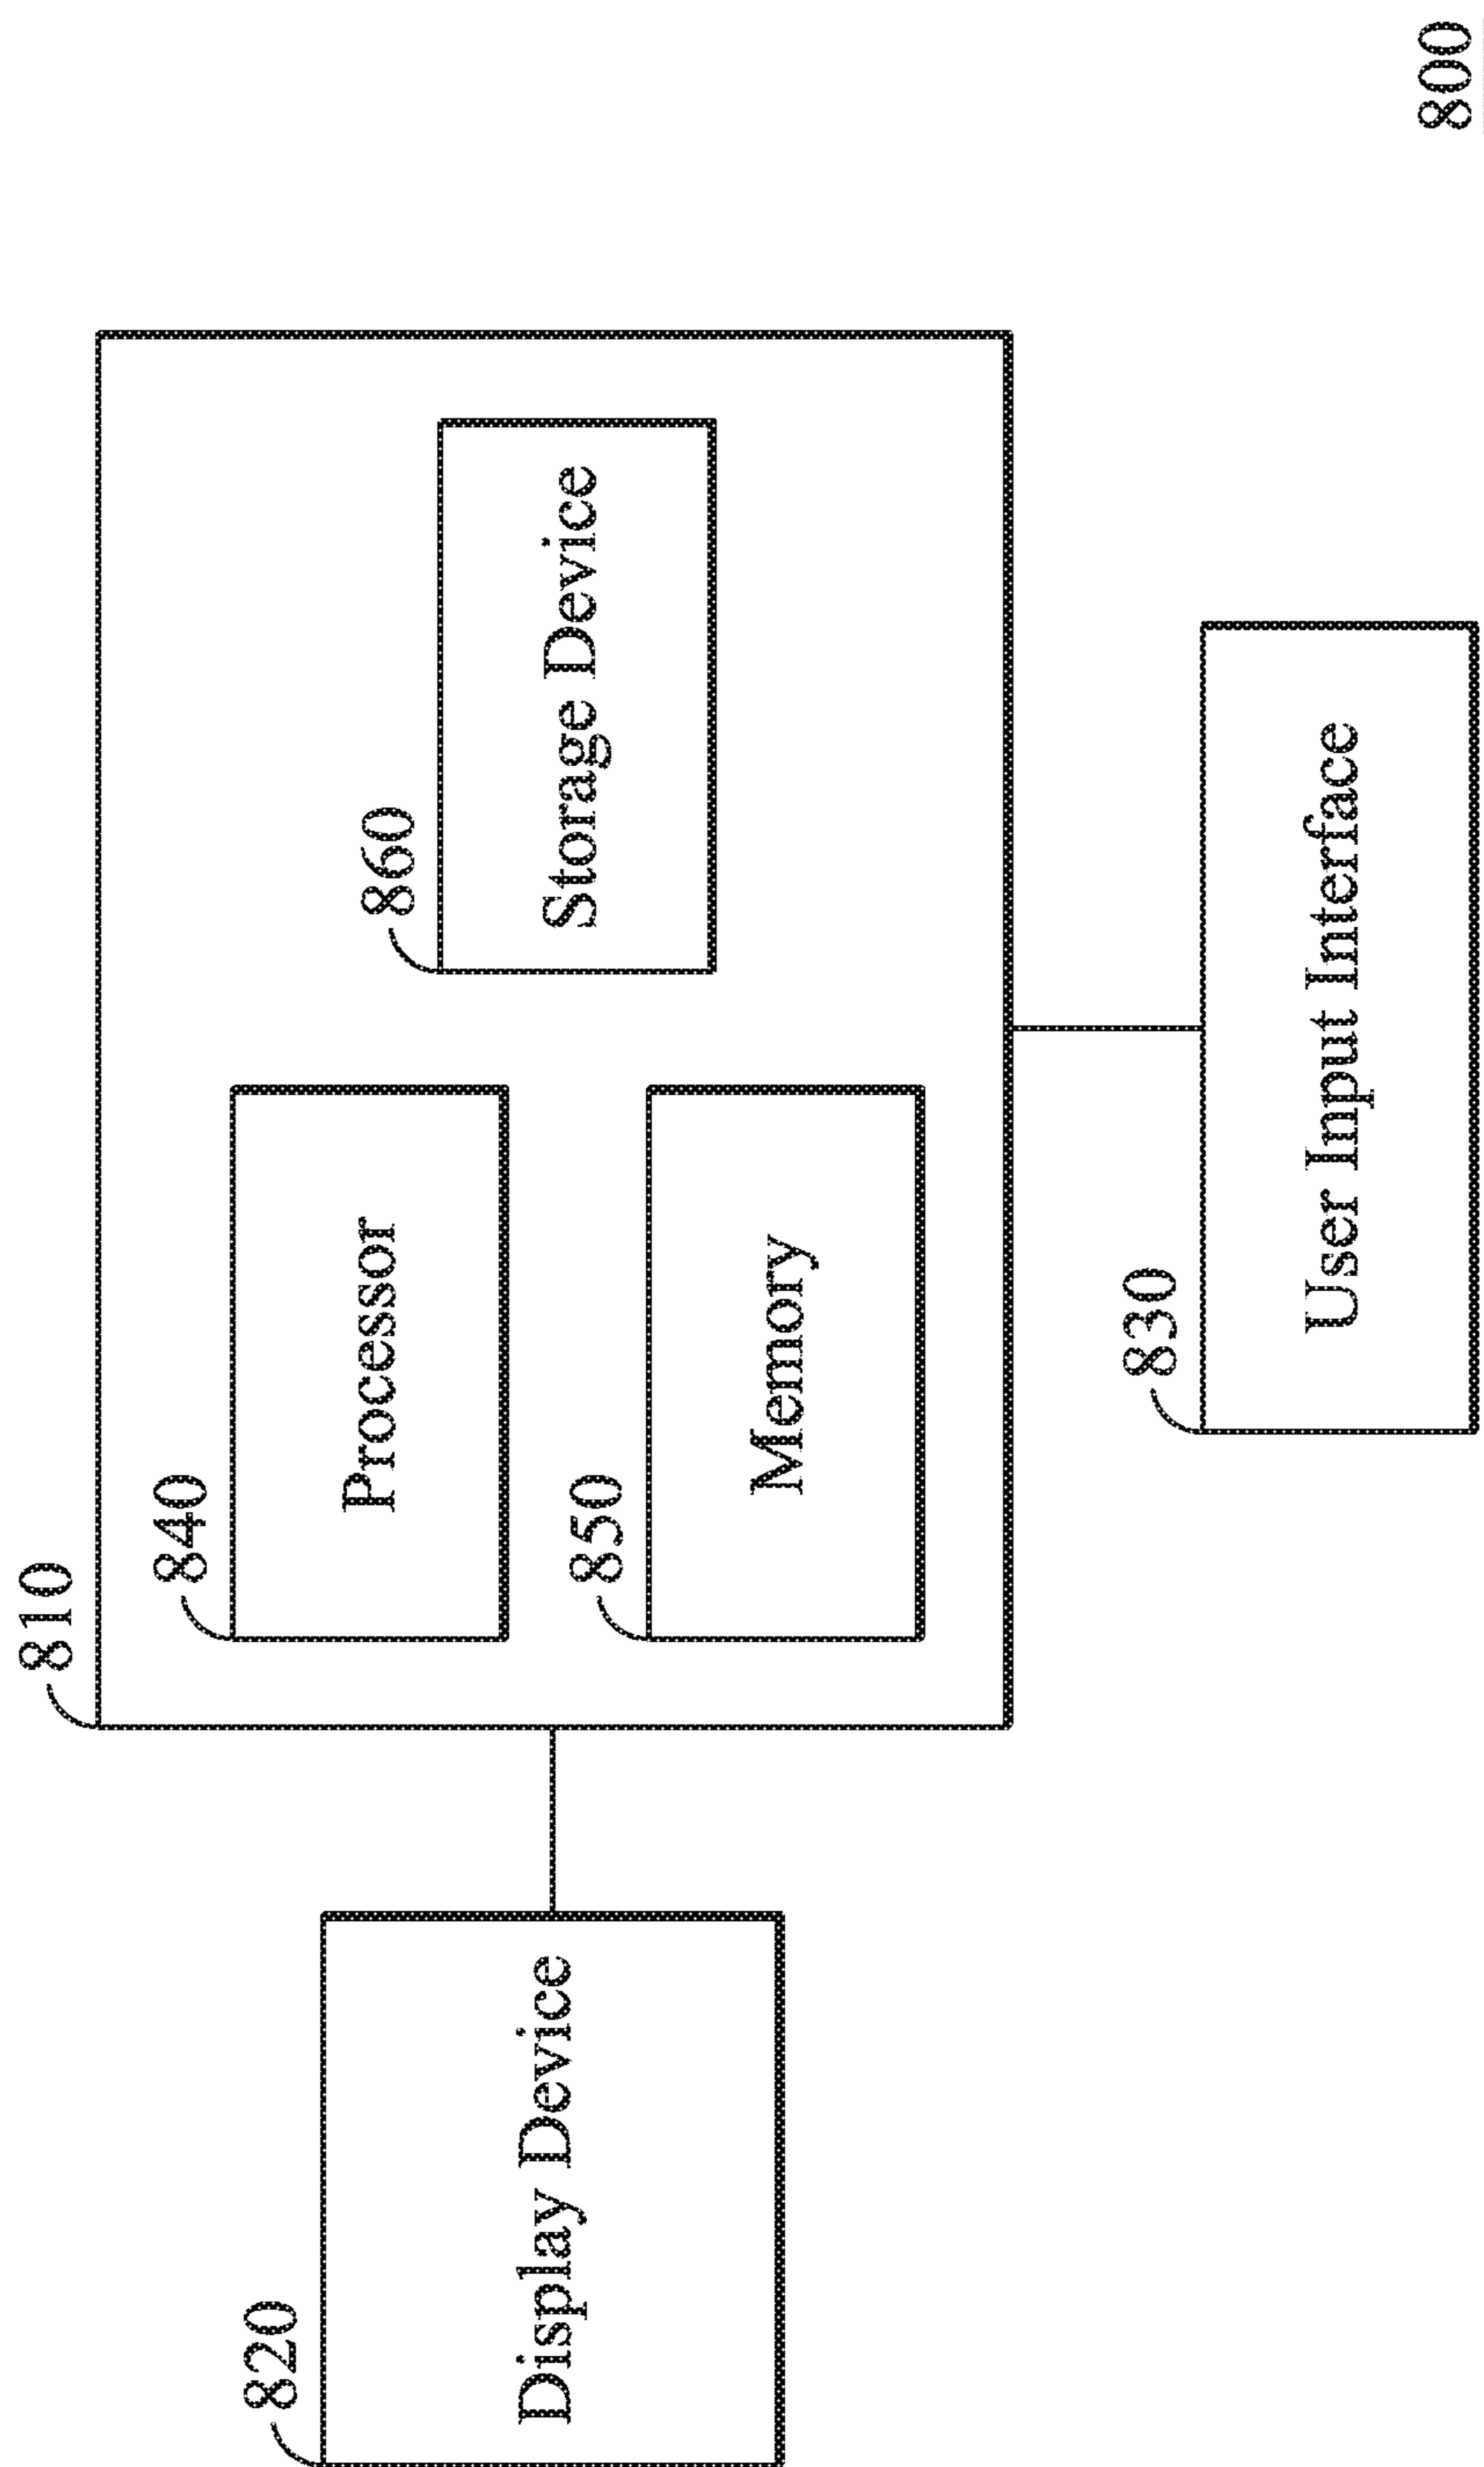 810
820
Display Device
840
Processor
850
Memory
860
Storage Device
830
User Input Interface
800